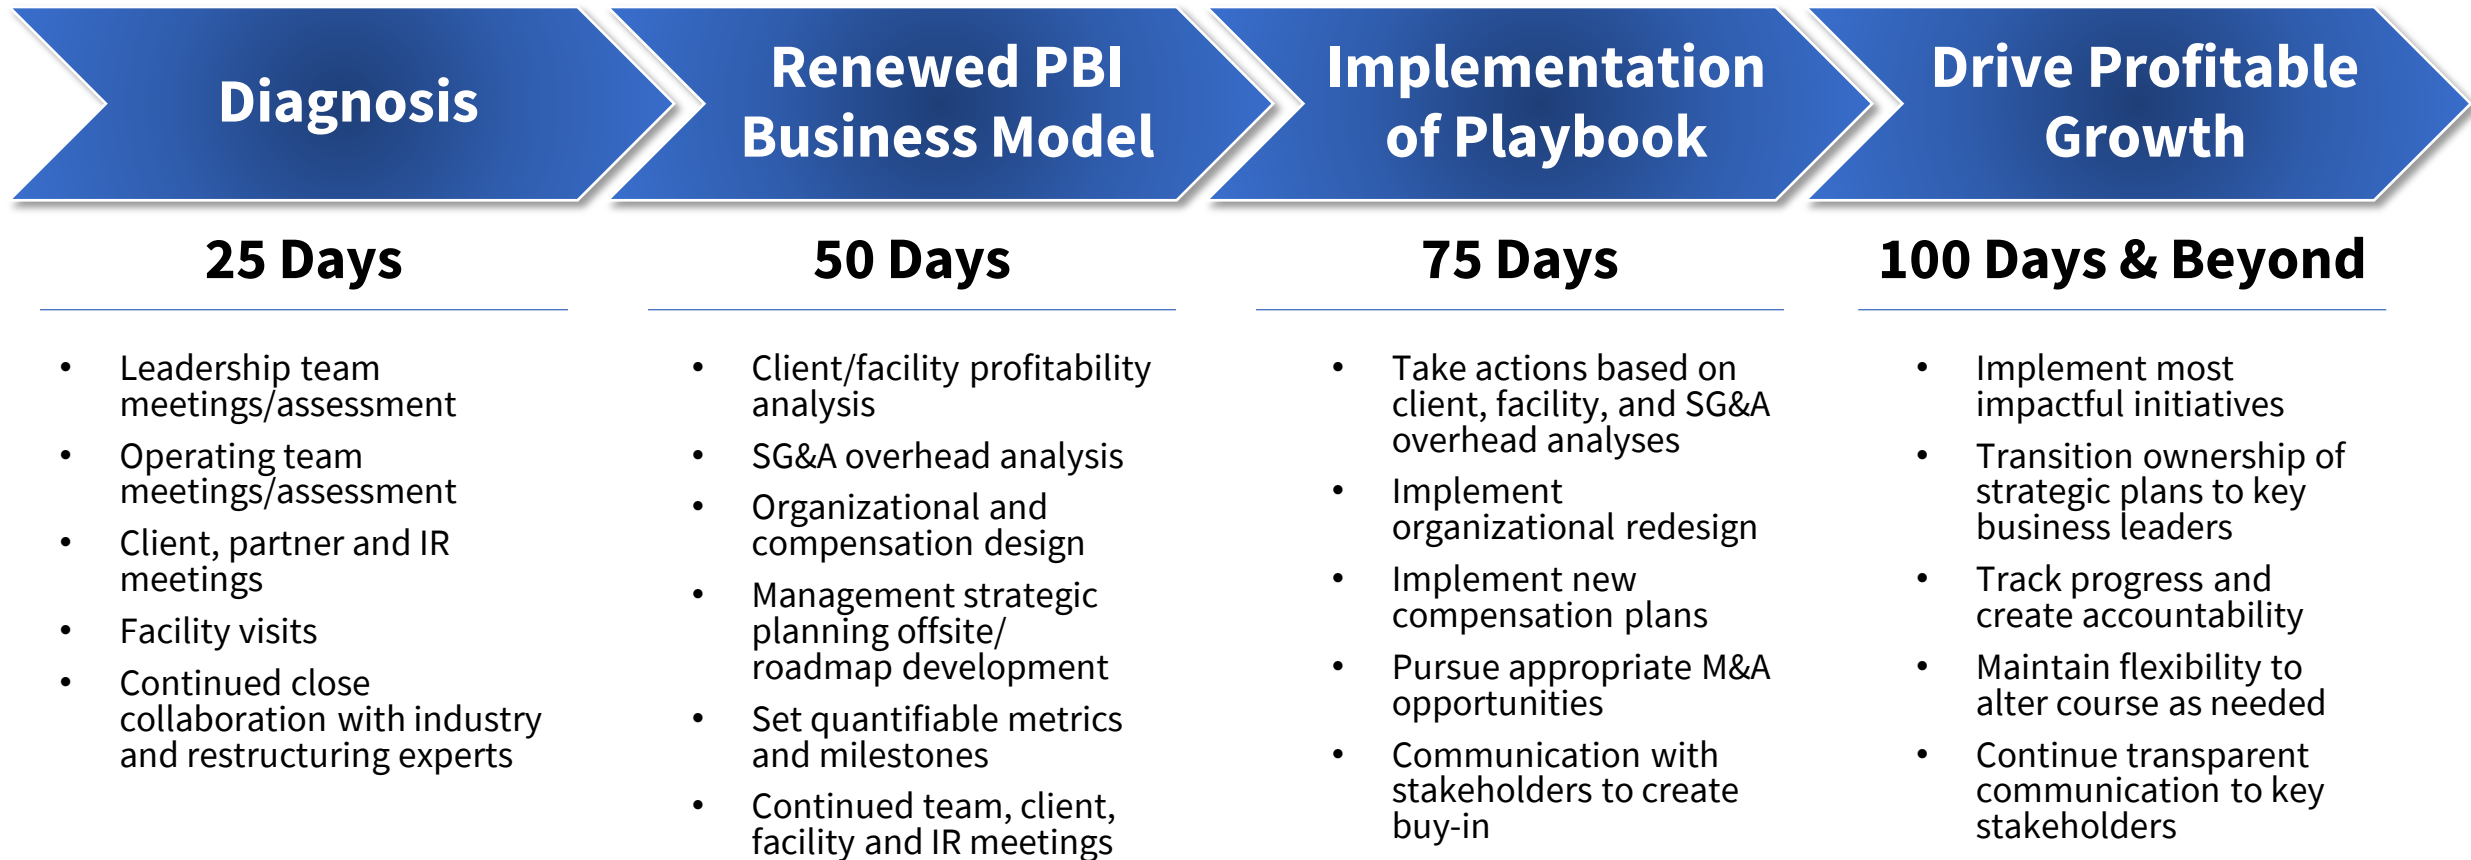 Diagnosis
25 Days
• Leadership team
meetings/assessment
• Operating team
meetings/assessment
• Client, partner and IR
meetings
• Facility visits
• Continued close
collaboration with industry
and restructuring experts
Renewed PBI
Business Model
50 Days
• Client/facility profitability
analysis
• SG&A overhead analysis
• Organizational and
compensation design
• Management strategic
planning offsite/
roadmap development
• Set quantifiable metrics
and milestones
• Continued team, client,
facility and IR meetings
Implementation
of Playbook
75 Days
• Take actions based on
client, facility, and SG&A
overhead analyses
• Implement
organizational redesign
• Implement new
compensation plans
• Pursue appropriate M&A
opportunities
• Communication with
stakeholders to create
buy-in
Drive Profitable
Growth
100 Days & Beyond
• Implement most
impactful initiatives
• Transition ownership of
strategic plans to key
business leaders
• Track progress and
create accountability
• Maintain flexibility to
alter course as needed
• Continue transparent
communication to key
stakeholders